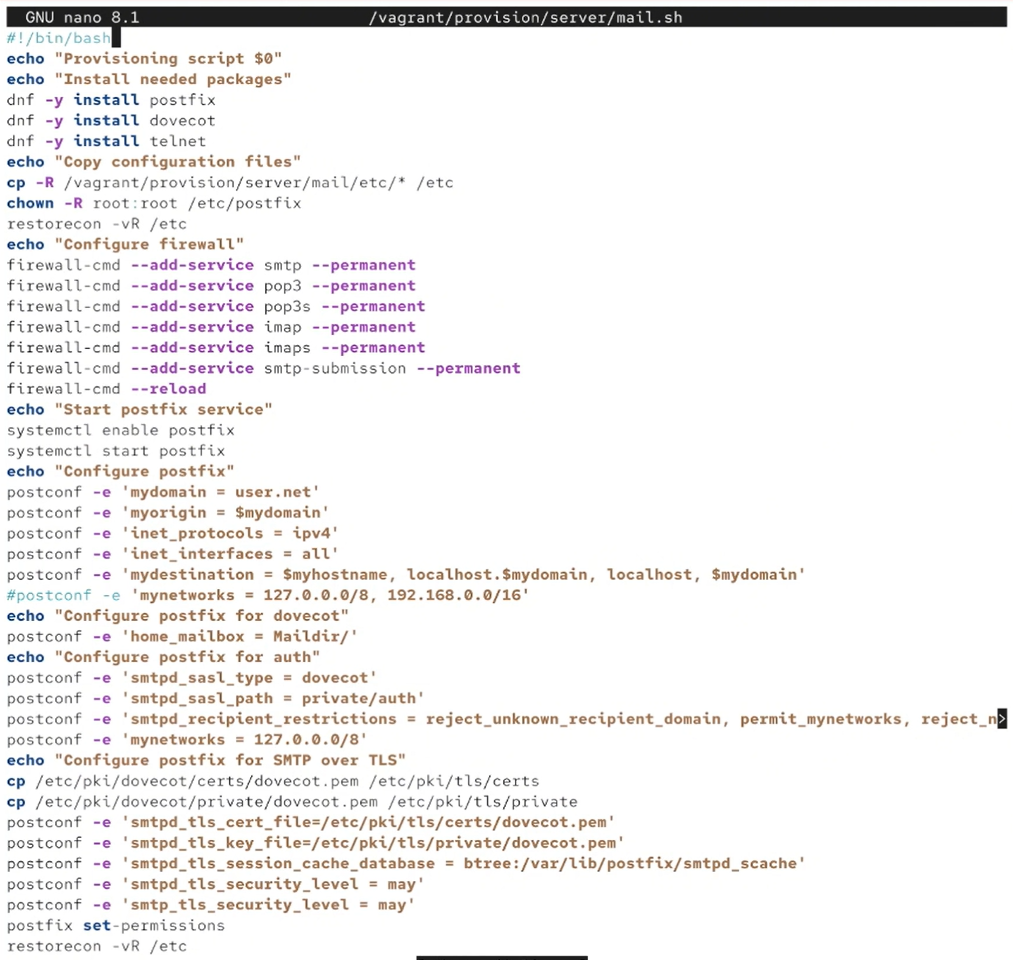 GNU nano 8.1 /vagrant/provision/server/mail.sh
#!/bin/bash
echo "Provisioning script $0"
echo "Install needed packages"
dnf -y install postfix
dnf -y install dovecot
dnf -y install telnet
echo "Copy configuration files"
cp -R /vagrant/provision/server/mail/etc/* /etc
chown -R root:root /etc/postfix
restorecon -vR /etc
echo "Configure firewall"
firewall-cmd --add-service smtp --permanent
firewall-cmd --add-service pop3 --permanent
firewall-cmd --add-service pop3s --permanent
firewall-cmd --add-service imap --permanent
firewall-cmd --add-service imaps --permanent
firewall-cmd --add-service smtp-submission --permanent
firewall-cmd --reload
echo "Start postfix service"
systemctl enable postfix
systemctl start postfix
echo "Configure postfix"
postconf -e 'mydomain = user.net'
postconf -e 'myorigin = $mydomain'
postconf -e 'inet_protocols = ipv4'
postconf -e 'inet_interfaces = all'
postconf -e 'mydestination = $myhostname, localhost.$mydomain, localhost, $mydomain'
#postconf -e 'mynetworks = 127.0.0.0/8, 192.168.0.0/16'
echo "Configure postfix for dovecot"
postconf -e 'home_mailbox = Maildir/'
echo "Configure postfix for auth"
postconf -e 'smtpd_sasl_type = dovecot'
postconf -e 'smtpd_sasl_path = private/auth'
postconf -e 'smtpd_recipient_restrictions = reject_unknown_recipient_domain, permit_mynetworks, reject_n>
postconf -e 'mynetworks = 127.0.0.0/8'
echo "Configure postfix for SMTP over TLS"
cp /etc/pki/dovecot/certs/dovecot.pem /etc/pki/tls/certs
cp /etc/pki/dovecot/private/dovecot.pem /etc/pki/tls/private
postconf -e 'smtpd_tls_cert_file=/etc/pki/tls/certs/dovecot.pem'
postconf -e 'smtpd_tls_key_file=/etc/pki/tls/private/dovecot.pem'
postconf -e 'smtpd_tls_session_cache_database = btree:/var/lib/postfix/smtpd_scache'
postconf -e 'smtpd_tls_security_level = may'
postconf -e 'smtp_tls_security_level = may'
postfix set-permissions
restorecon -vR /etc